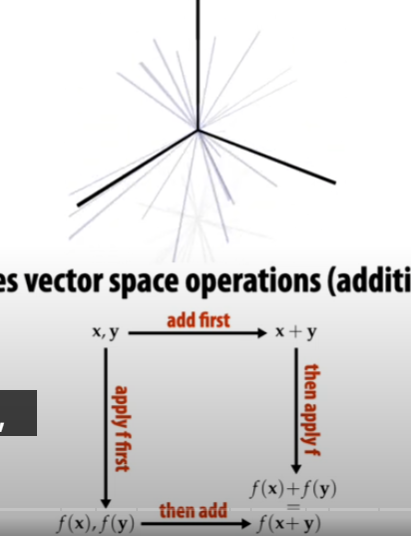 es vector space operations (additi
add first
x, y
x + y
apply f first
then apply f
f(x)+f(y)
=
then add
f(x), f(y)
f(x+ y)
,